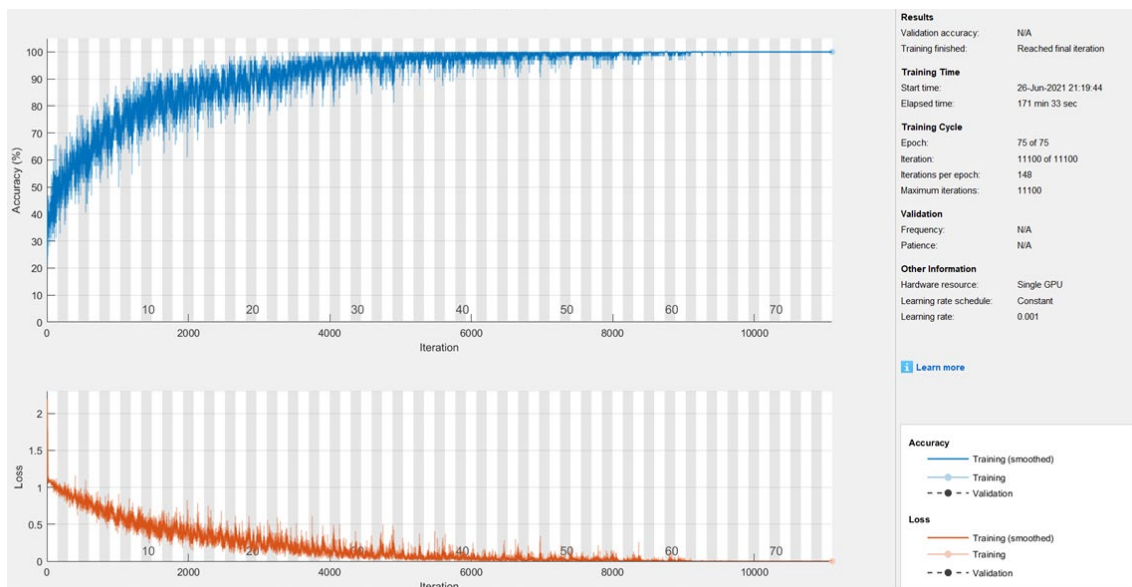 Accuracy (%)
100
90
80
70
60
50
40
30
20
10
0
10 20 30 40 50 60 70
0 2000 4000 6000 8000 10000
Iteration
Loss
2
1.5
1
0.5
0
10 20 30 40 50 60 70
0 2000 4000 6000 8000 10000
Iteration
Results
Validation accuracy: N/A
Training finished: Reached final iteration
Training Time
Start time: 26-Jun-2021 21:19:44
Elapsed time: 171 min 33 sec
Training Cycle
Epoch: 75 of 75
Iteration: 11100 of 11100
Iterations per epoch: 148
Maximum iterations: 11100
Validation
Frequency: N/A
Patience: N/A
Other Information
Hardware resource: Single GPU
Learning rate schedule: Constant
Learning rate: 0.001
i Learn more
Accuracy
Training (smoothed)
Training
Validation
Loss
Training (smoothed)
Training
Validation